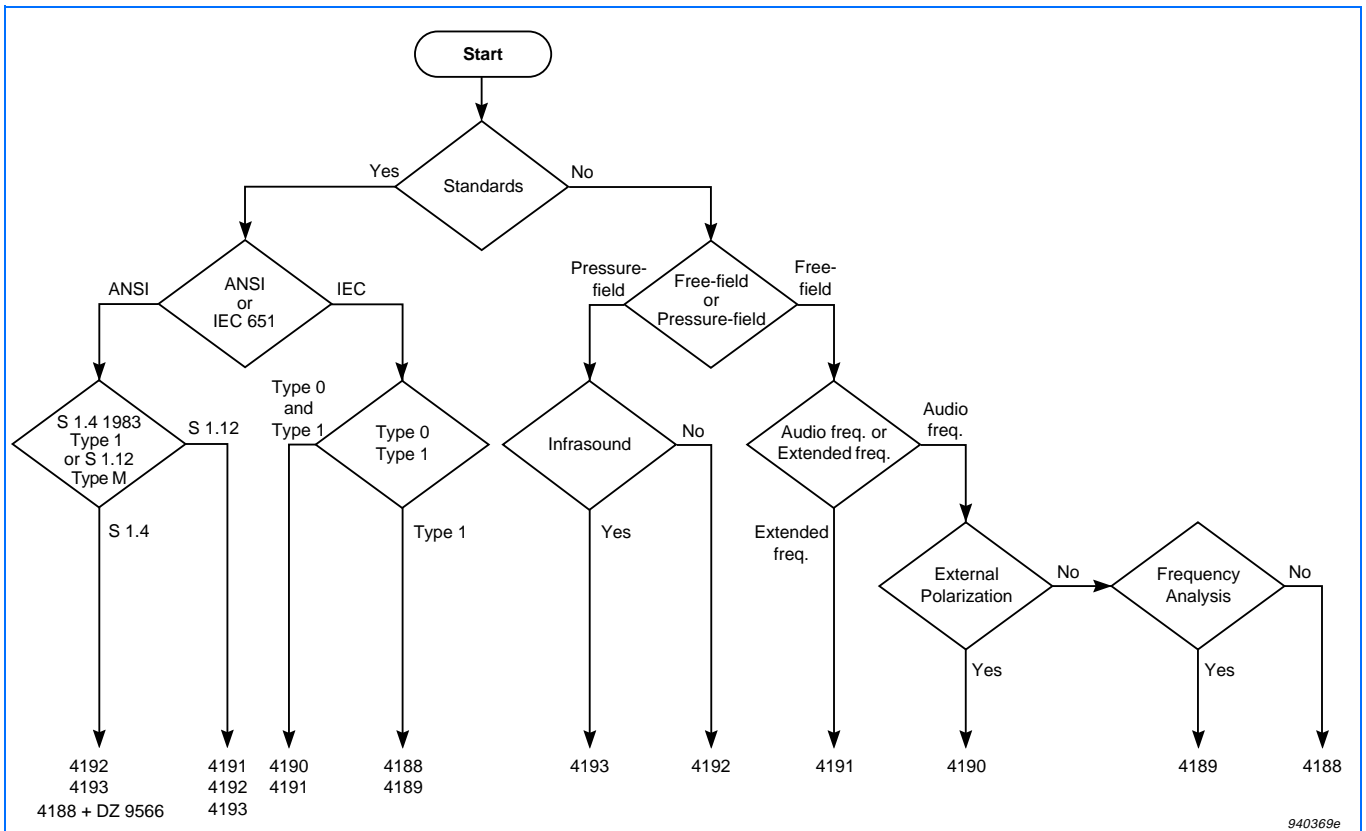 Start
Standards
Yes
No
ANSI
or
IEC 651
ANSI
IEC
Free-field
or
Pressure-field
Pressure-
field
Free-
field
S 1.4 1983
Type 1
or S 1.12
Type M
S 1.12
S 1.4
Type 0
and
Type 1
Type 0
Type 1
Type 1
Infrasound
No
Yes
Audio freq. or
Extended freq.
Audio
freq.
Extended
freq.
External
Polarization
No
Yes
Frequency
Analysis
No
Yes
4192
4193
4188 + DZ 9566
4191
4192
4193
4190
4191
4188
4189
4193
4192
4191
4190
4189
4188
940369e